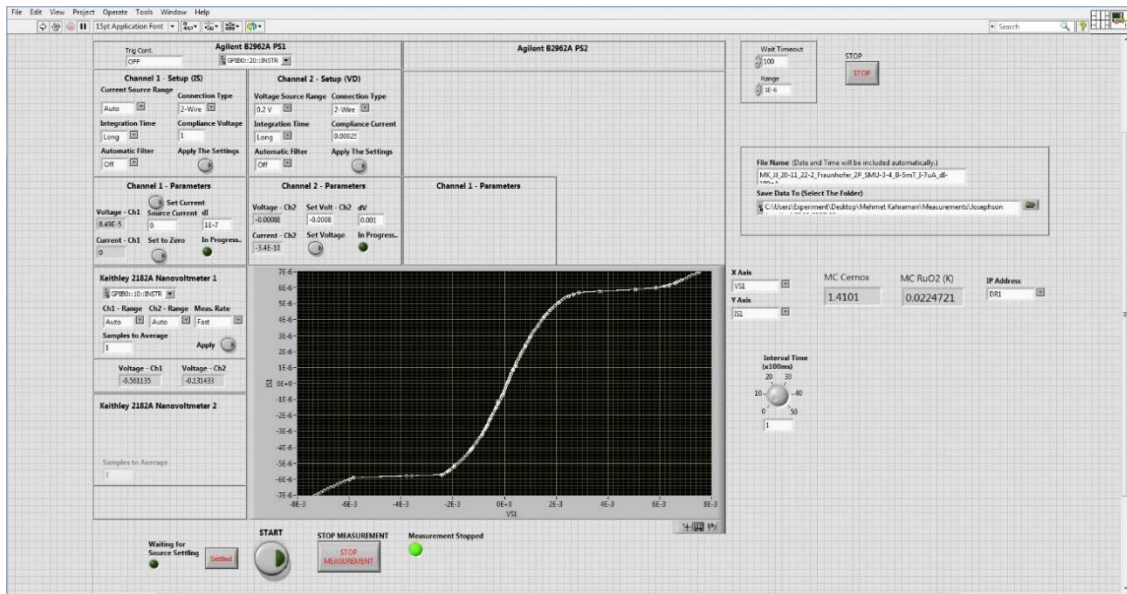 File Edit View Project Operate Tools Window Help
15pt Application Font
Search
Trig Cont.
OFF
Agilent B2962A PS1
GPIB0::20::INSTR
Agilent B2962A PS2
Channel 1 - Setup (IS)
Current Source Range
Connection Type
Auto
2-Wire
Integration Time
Compliance Voltage
Long
1
Automatic Filter
Apply The Settings
Off
Channel 2 - Setup (VD)
Voltage Source Range
Connection Type
0.2 V
2-Wire
Integration Time
Compliance Current
Long
0.00025
Automatic Filter
Apply The Settings
Off
Channel 1 - Parameters
Set Current
Voltage - Ch1
Source Current
dI
8.40E-5
0
1E-7
Current - Ch1
Set to Zero
In Progress..
0
Channel 2 - Parameters
Voltage - Ch2
Set Volt - Ch2
dV
-0.00088
-0.0008
0.001
Current - Ch2
Set Voltage
In Progress..
-3.4E-10
Channel 1 - Parameters
Keithley 2182A Nanovoltmeter 1
GPIB0::10::INSTR
Ch1 - Range
Ch2 - Range
Meas. Rate
Auto
Auto
Fast
Samples to Average
1
Apply
Voltage - Ch1
Voltage - Ch2
-0.561135
-0.131433
Keithley 2182A Nanovoltmeter 2
Samples to Average
1
7E-6
6E-6
5E-6
4E-6
3E-6
2E-6
1E-6
0E+0
-1E-6
-2E-6
-3E-6
-4E-6
-5E-6
-6E-6
-7E-6
IS1
-8E-3 -6E-3 -4E-3 -2E-3 0E+0 2E-3 4E-3 6E-3 8E-3
VS1
Waiting for
Source Settling
Settled
START
STOP MEASUREMENT
STOP
MEASUREMENT
Measurement Stopped
Wait Timeout
100
Range
1E-6
STOP
STOP
File Name (Date and Time will be included automatically.)
MK_JJ_20-11_22-2_Fraunhofer_2P_SMU-3-4_B-5mT_I-7uA_dI-
Save Data To (Select The Folder)
C:\Users\Experiment\Desktop\Mehmet Kahraman\Measurements\Josephson
X Axis
VS1
Y Axis
IS1
MC Cernox
1.4101
MC RuO2 (K)
0.0224721
IP Address
DR1
Interval Time
(x100ms)
20 30
10 40
0 50
1